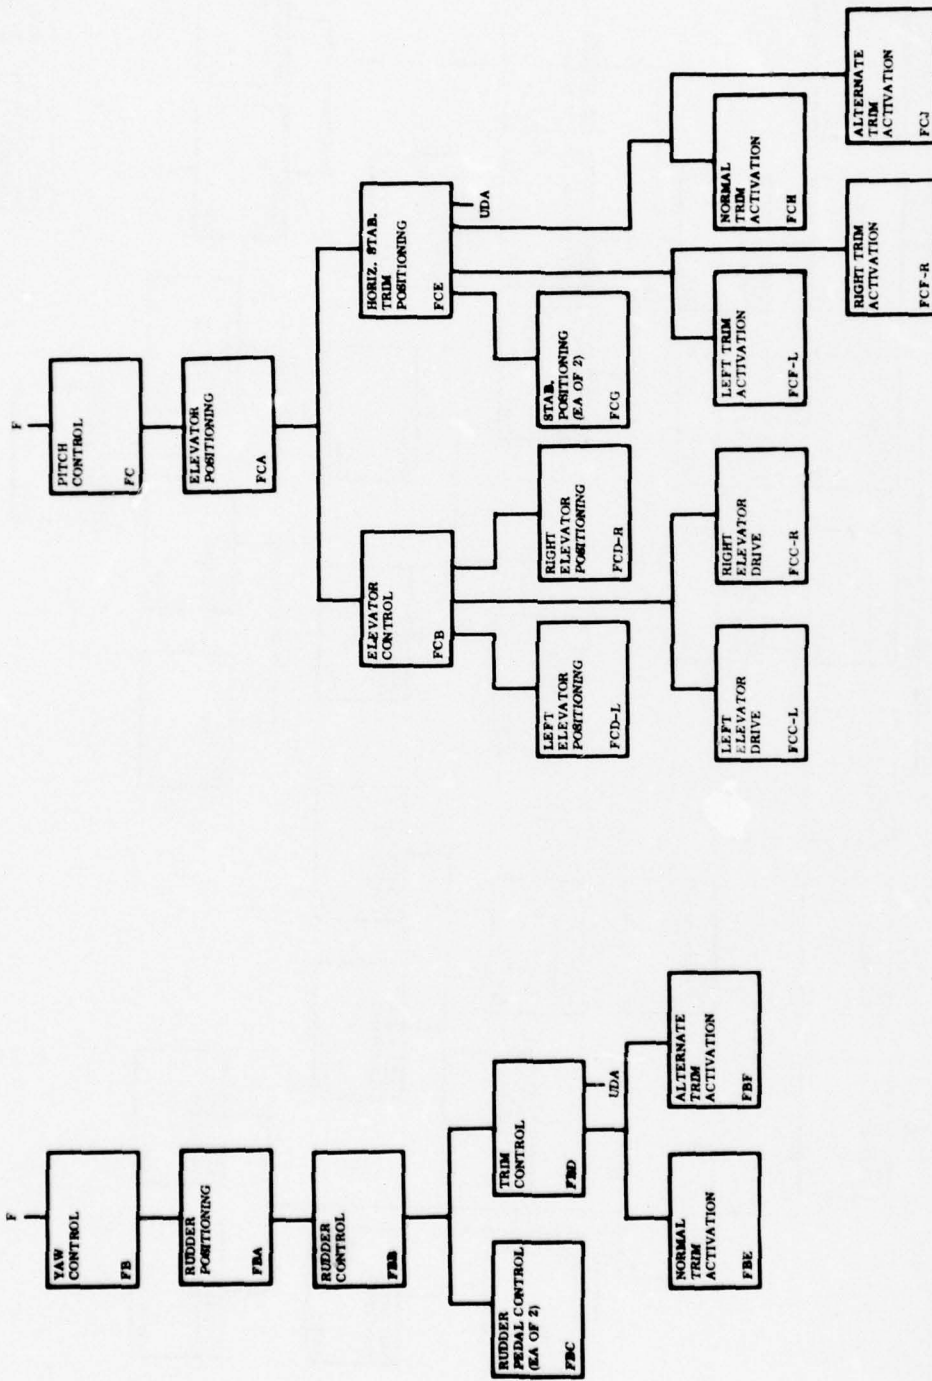 F
YAW
CONTROL
FB
RUDDER
POSITIONING
FBA
RUDDER
CONTROL
FBB
RUDDER
PEDAL CONTROL
(EA OF 2)
FBC
TRIM
CONTROL
FBD
UDA
NORMAL
TRIM
ACTIVATION
FBE
ALTERNATE
TRIM
ACTIVATION
FBF
F
PITCH
CONTROL
FC
ELEVATOR
POSITIONING
FCA
ELEVATOR
CONTROL
FCB
HORIZ. STAB.
TRIM
POSITIONING
FCE
UDA
LEFT
ELEVATOR
POSITIONING
FCD-L
RIGHT
ELEVATOR
POSITIONING
FCD-R
STAB.
POSITIONING
(EA OF 2)
FCG
LEFT
ELEVATOR
DRIVE
FCC-L
RIGHT
ELEVATOR
DRIVE
FCC-R
LEFT TRIM
ACTIVATION
FCF-L
NORMAL
TRIM
ACTIVATION
FCH
RIGHT TRIM
ACTIVATION
FCF-R
ALTERNATE
TRIM
ACTIVATION
FCJ